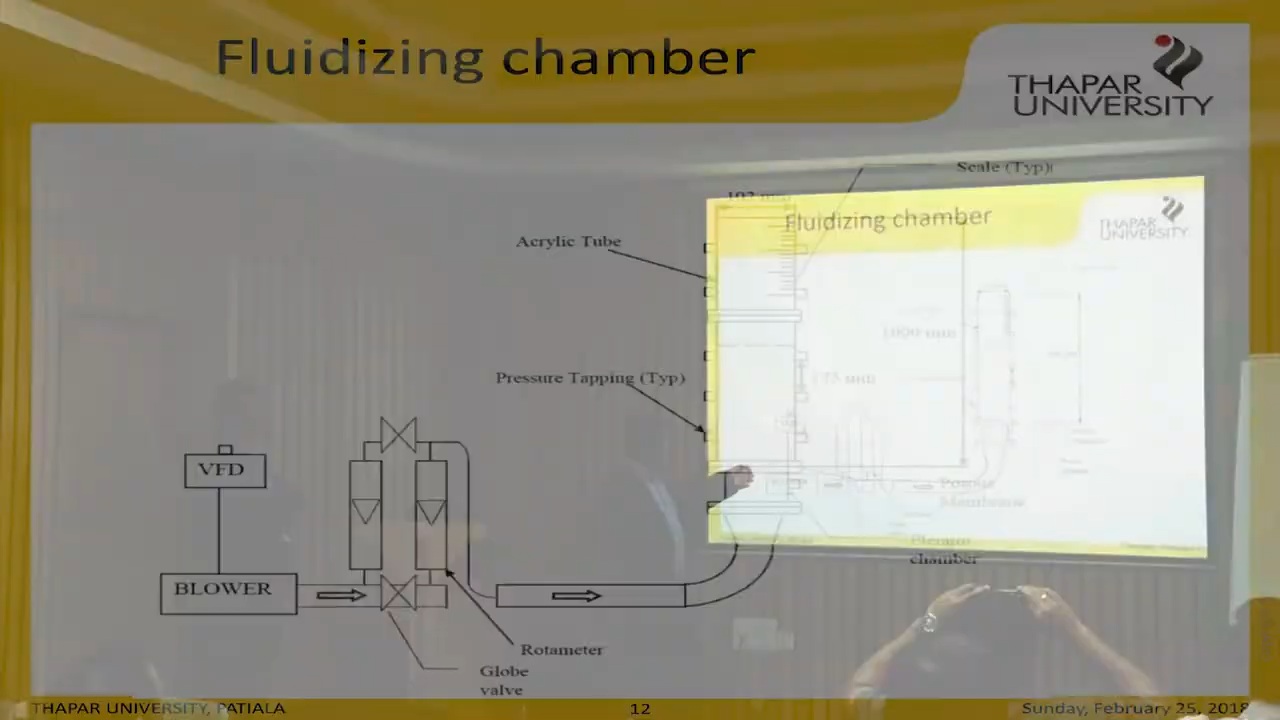 Fluidizing chamber
THAPAR
UNIVERSITY
Scale (Typ)
Fluidizing chamber
THAPAR
UNIVERSITY
Acrylic Tube
1000 mm
Pressure Tapping (Typ)
VFD
Porous
Membrane
Plenum
chamber
BLOWER
Rotameter
Globe
valve
THAPAR UNIVERSITY, PATIALA
12
Sunday, February 25, 2018